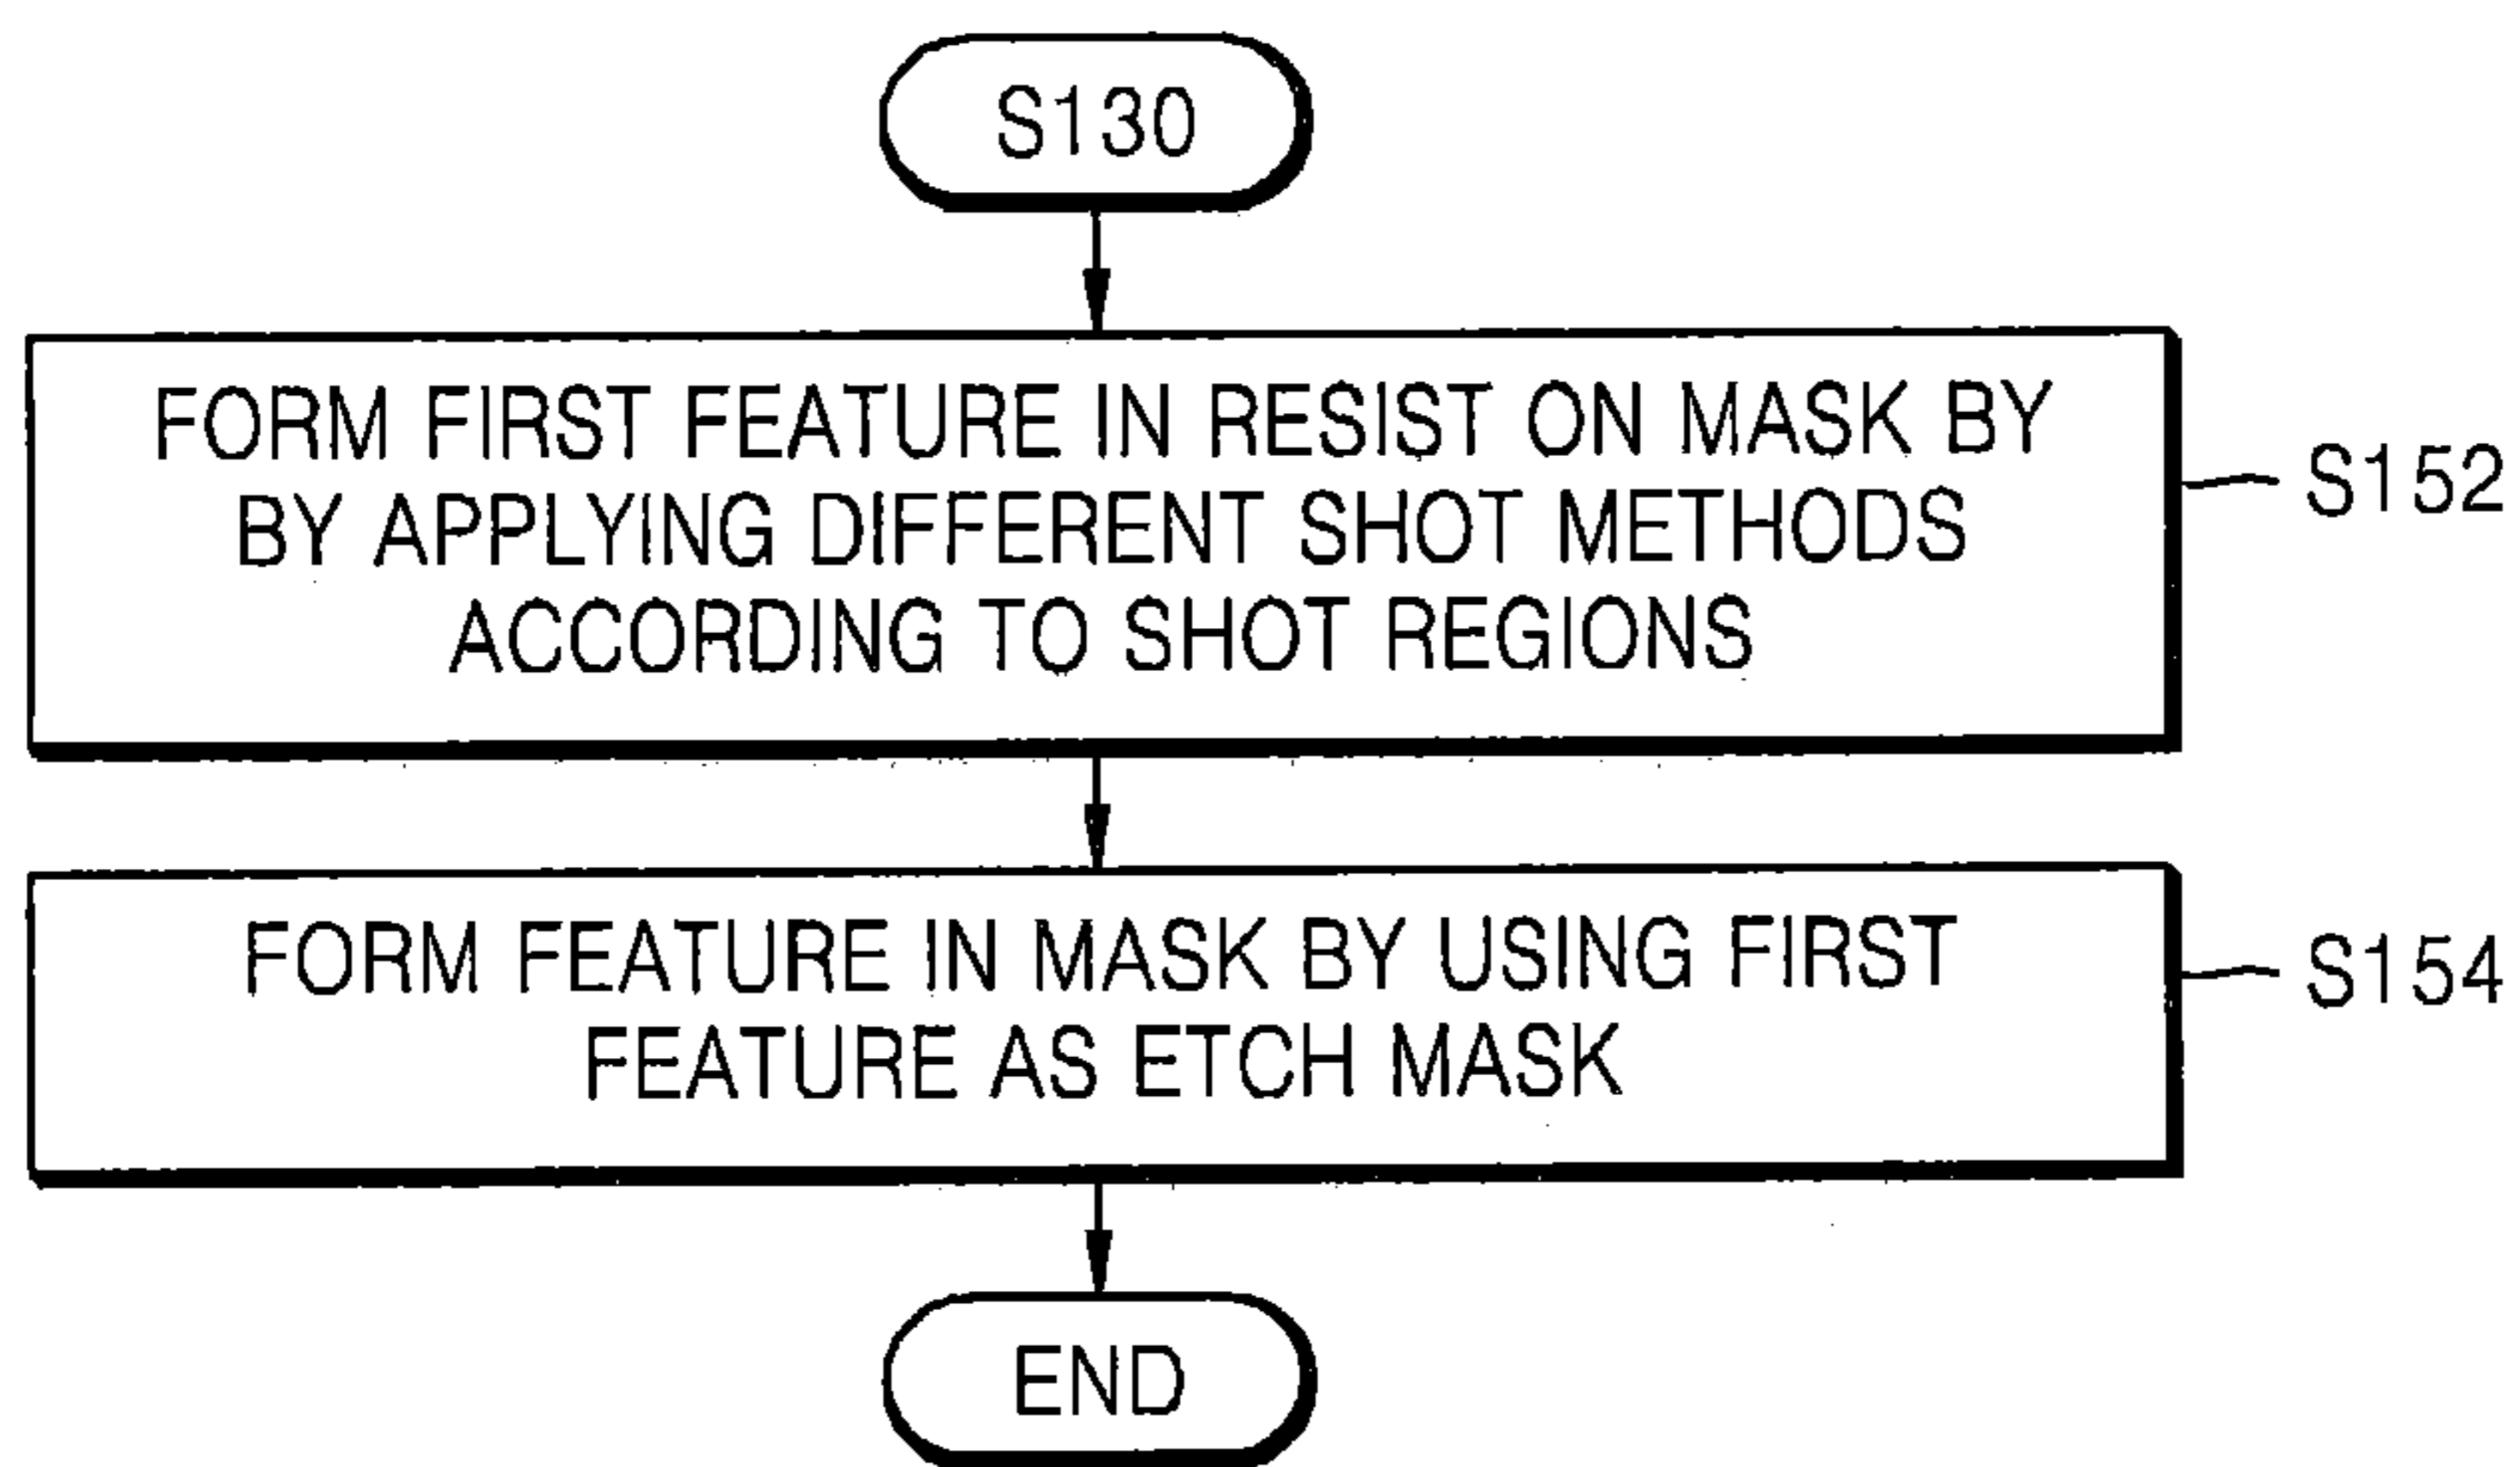 S130
FORM FIRST FEATURE IN RESIST ON MASK BY
BY APPLYING DIFFERENT SHOT METHODS
ACCORDING TO SHOT REGIONS
S152
FORM FEATURE IN MASK BY USING FIRST
FEATURE AS ETCH MASK
S154
END